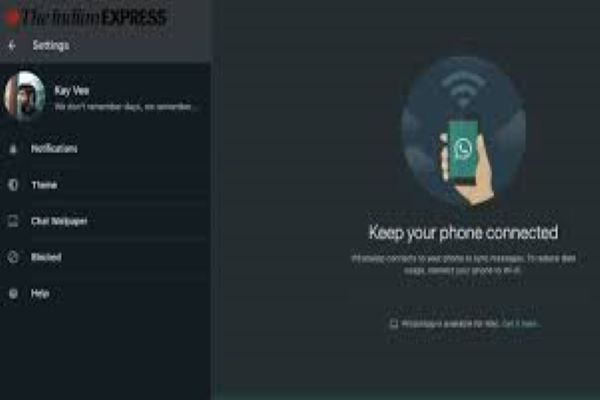 The Indian EXPRESS
Settings
Kay Vee
We don't remember days, we remember...
Notifications
Theme
Chat Wallpaper
Blocked
Help
Keep your phone connected
WhatsApp connects to your phone to sync messages. To reduce data
usage, connect your phone to Wi-Fi.
WhatsApp is available for Mac. Get it here.